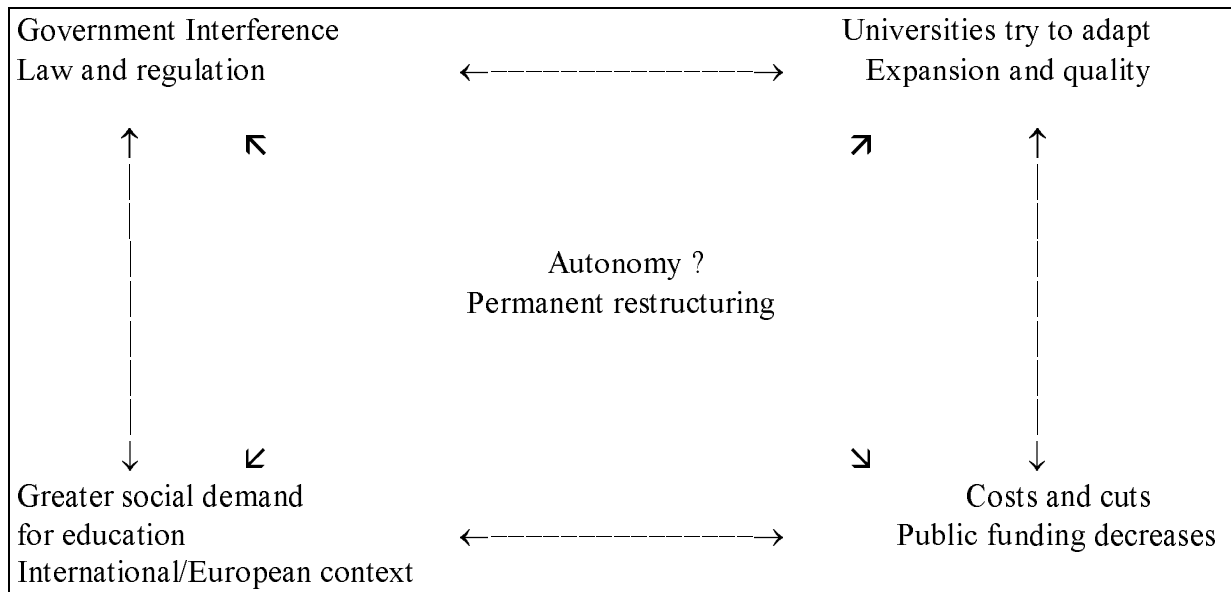 Government Interference
Law and regulation
Universities try to adapt
Expansion and quality
Autonomy ?
Permanent restructuring
Greater social demand
for education
International/European context
Costs and cuts
Public funding decreases